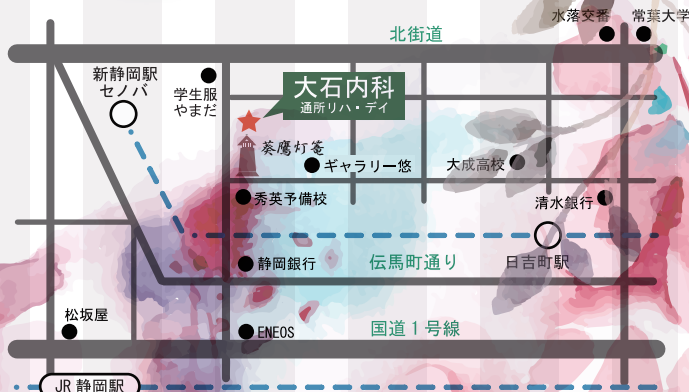 水落交番
常葉大学
北街道
新静岡駅
セノバ
学生服
やまだ
大石内科
通所リハ・デイ
葵鷹灯篭
ギャラリー悠
大成高校
秀英予備校
清水銀行
静岡銀行
伝馬町通り
日吉町駅
松坂屋
ENEOS
国道1号線
JR 静岡駅